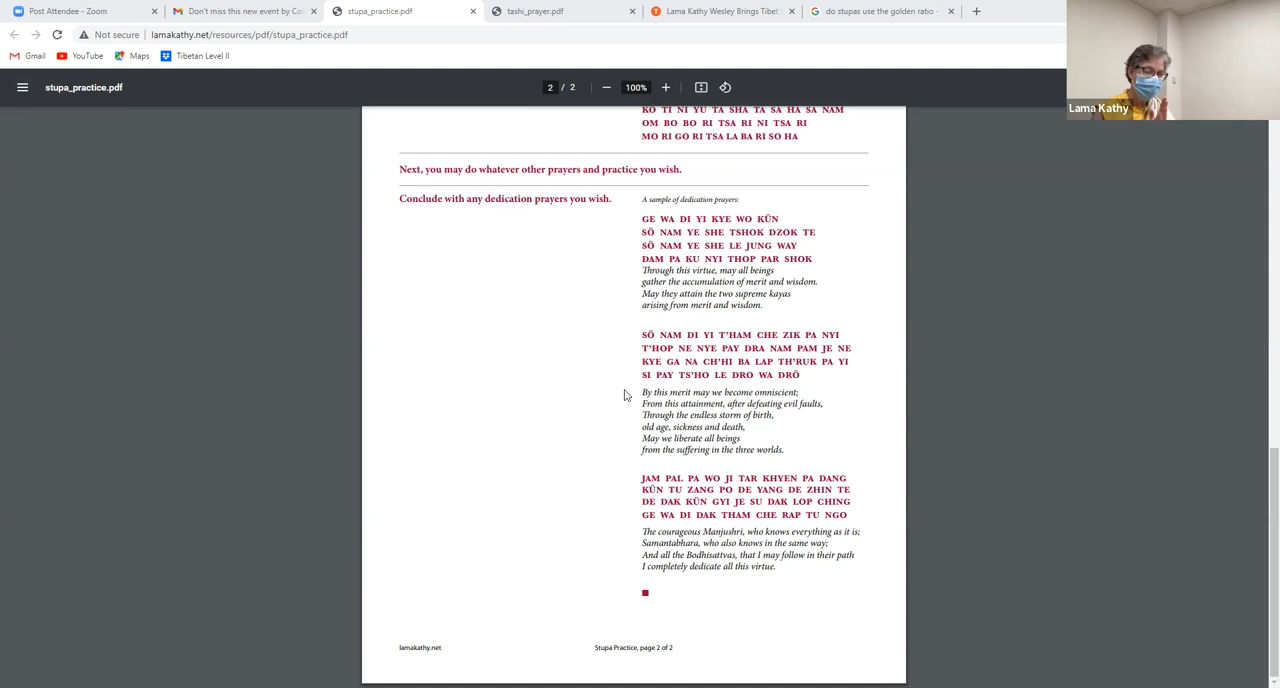 Post Attendee - Zoom
Don't miss this new event by Co
stupa_practice.pdf
tashi_prayer.pdf
Lama Kathy Wesley Brings Tibet
do stupas use the golden ratio -
Not secure
lamakathy.net/resources/pdf/stupa_practice.pdf
Gmail
YouTube
Maps
Tibetan Level II
stupa_practice.pdf
2 / 2
100%
Lama Kathy
KO TI NI YU TA SHA TA SA HA SA NAM
OM BO BO RI TSA RI NI TSA RI
MO RI GO RI TSA LA BA RI SO HA
Next, you may do whatever other prayers and practice you wish.
Conclude with any dedication prayers you wish.
A sample of dedication prayers:
GE WA DI YI KYE WO KÜN
SÖ NAM YE SHE TSHOK DZOK TE
SÖ NAM YE SHE LE JUNG WAY
DAM PA KU NYI THOP PAR SHOK
Through this virtue, may all beings
gather the accumulation of merit and wisdom.
May they attain the two supreme kayas
arising from merit and wisdom.
SÖ NAM DI YI T'HAM CHE ZIK PA NYI
T'HOP NE NYE PAY DRA NAM PAM JE NE
KYE GA NA CH'HI BA LAP TH'RUK PA YI
SI PAY TS'HO LE DRO WA DRÖ
By this merit may we become omniscient;
From this attainment, after defeating evil faults,
Through the endless storm of birth,
old age, sickness and death,
May we liberate all beings
from the suffering in the three worlds.
JAM PAL PA WO JI TAR KHYEN PA DANG
KÜN TU ZANG PO DE YANG DE ZHIN TE
DE DAK KÜN GYI JE SU DAK LOP CHING
GE WA DI DAK THAM CHE RAP TU NGO
The courageous Manjushri, who knows everything as it is;
Samantabhara, who also knows in the same way;
And all the Bodhisattvas, that I may follow in their path
I completely dedicate all this virtue.
lamakathy.net
Stupa Practice, page 2 of 2